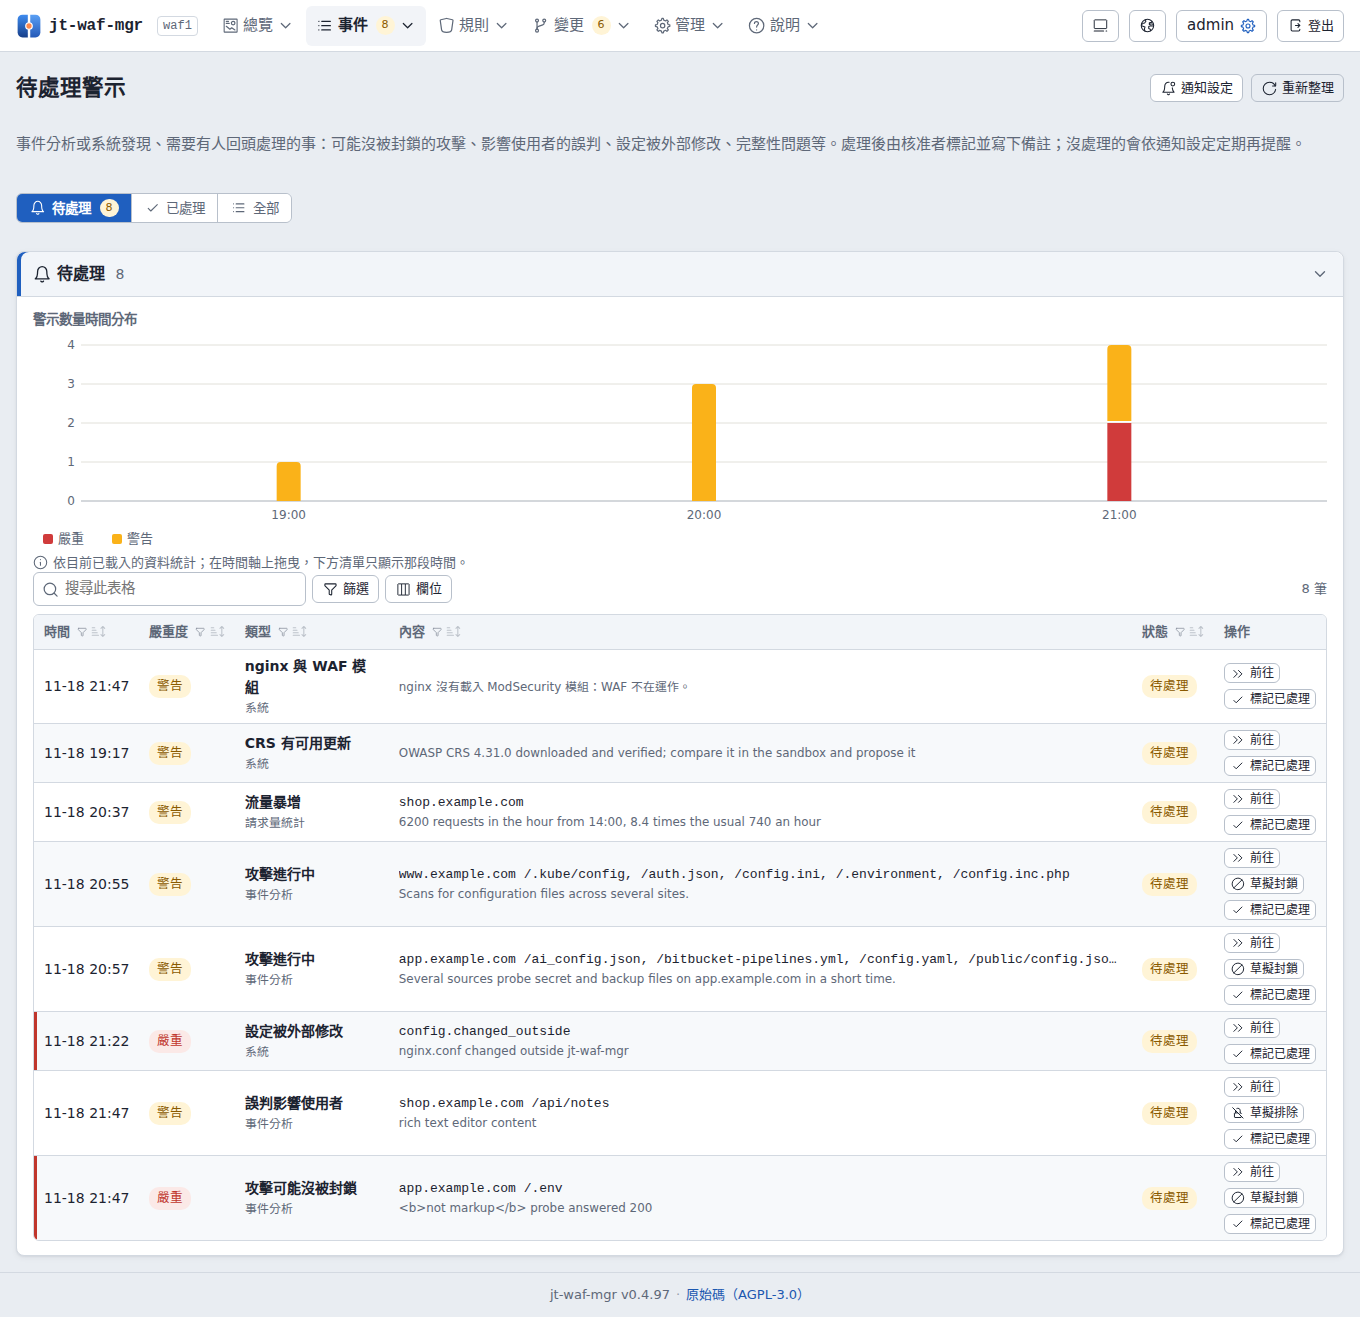 jt-waf-mgr waf1 總覽 事件 8 規則 變更 6 管理 說明 admin 登出
待處理警示
通知設定 重新整理
事件分析或系統發現、需要有人回頭處理的事：可能沒被封鎖的攻擊、影響使用者的誤判、設定被外部修改、完整性問題等。處理後由核准者標記並寫下備註；沒處理的會依通知設定定期再提醒。
待處理 8 已處理 全部
待處理 8
警示數量時間分布
4
3
2
1
0
19:00 20:00 21:00
嚴重 警告
依目前已載入的資料統計；在時間軸上拖曳，下方清單只顯示那段時間。
搜尋此表格 篩選 欄位 8 筆
時間 嚴重度 類型 內容 狀態 操作
11-18 21:47 警告 nginx 與 WAF 模組 系統 nginx 沒有載入 ModSecurity 模組：WAF 不在運作。 待處理 前往 標記已處理
11-18 19:17 警告 CRS 有可用更新 系統 OWASP CRS 4.31.0 downloaded and verified; compare it in the sandbox and propose it 待處理 前往 標記已處理
11-18 20:37 警告 流量暴增 請求量統計 shop.example.com 6200 requests in the hour from 14:00, 8.4 times the usual 740 an hour 待處理 前往 標記已處理
11-18 20:55 警告 攻擊進行中 事件分析 www.example.com /.kube/config, /auth.json, /config.ini, /.environment, /config.inc.php Scans for configuration files across several sites. 待處理 前往 草擬封鎖 標記已處理
11-18 20:57 警告 攻擊進行中 事件分析 app.example.com /ai_config.json, /bitbucket-pipelines.yml, /config.yaml, /public/config.jso… Several sources probe secret and backup files on app.example.com in a short time. 待處理 前往 草擬封鎖 標記已處理
11-18 21:22 嚴重 設定被外部修改 系統 config.changed_outside nginx.conf changed outside jt-waf-mgr 待處理 前往 標記已處理
11-18 21:47 警告 誤判影響使用者 事件分析 shop.example.com /api/notes rich text editor content 待處理 前往 草擬排除 標記已處理
11-18 21:47 嚴重 攻擊可能沒被封鎖 事件分析 app.example.com /.env <b>not markup</b> probe answered 200 待處理 前往 草擬封鎖 標記已處理
jt-waf-mgr v0.4.97 · 原始碼（AGPL-3.0）